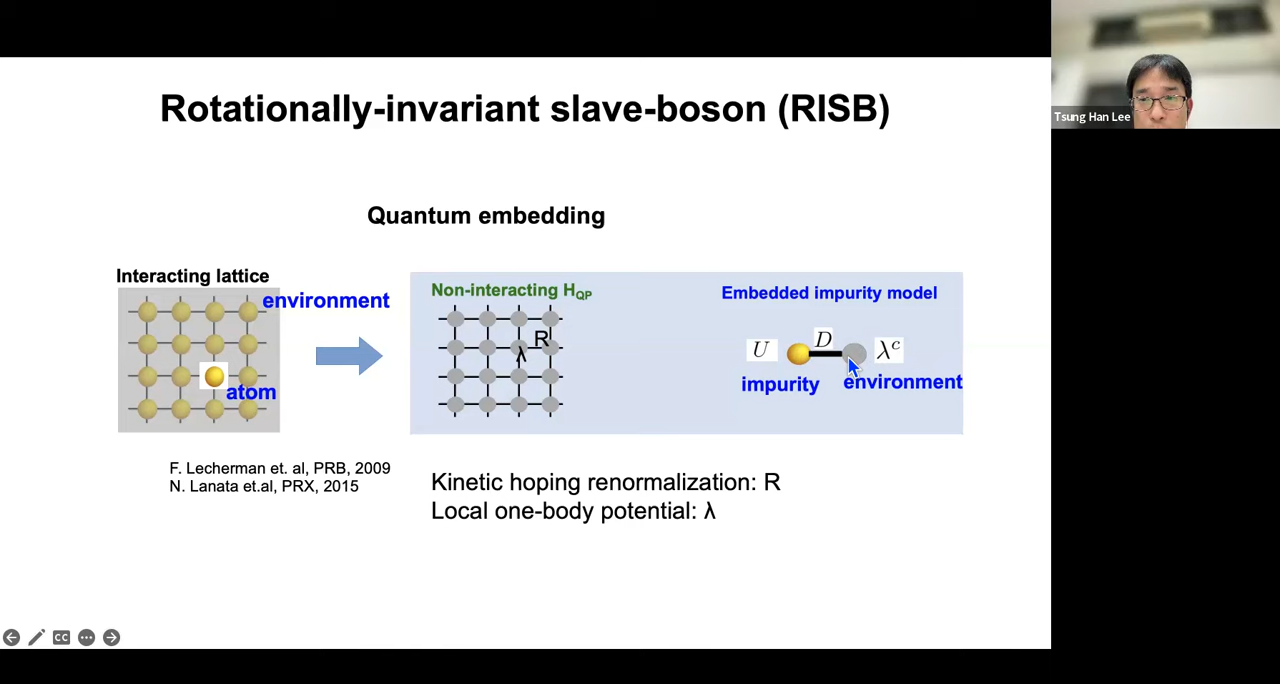 Rotationally-invariant slave-boson (RISB)
Quantum embedding
Interacting lattice
environment
atom
Non-interacting H_QP
R
λ
Embedded impurity model
U
D
λ^c
impurity
environment
F. Lecherman et. al, PRB, 2009
N. Lanata et.al, PRX, 2015
Kinetic hoping renormalization: R
Local one-body potential: λ
CC
Tsung Han Lee